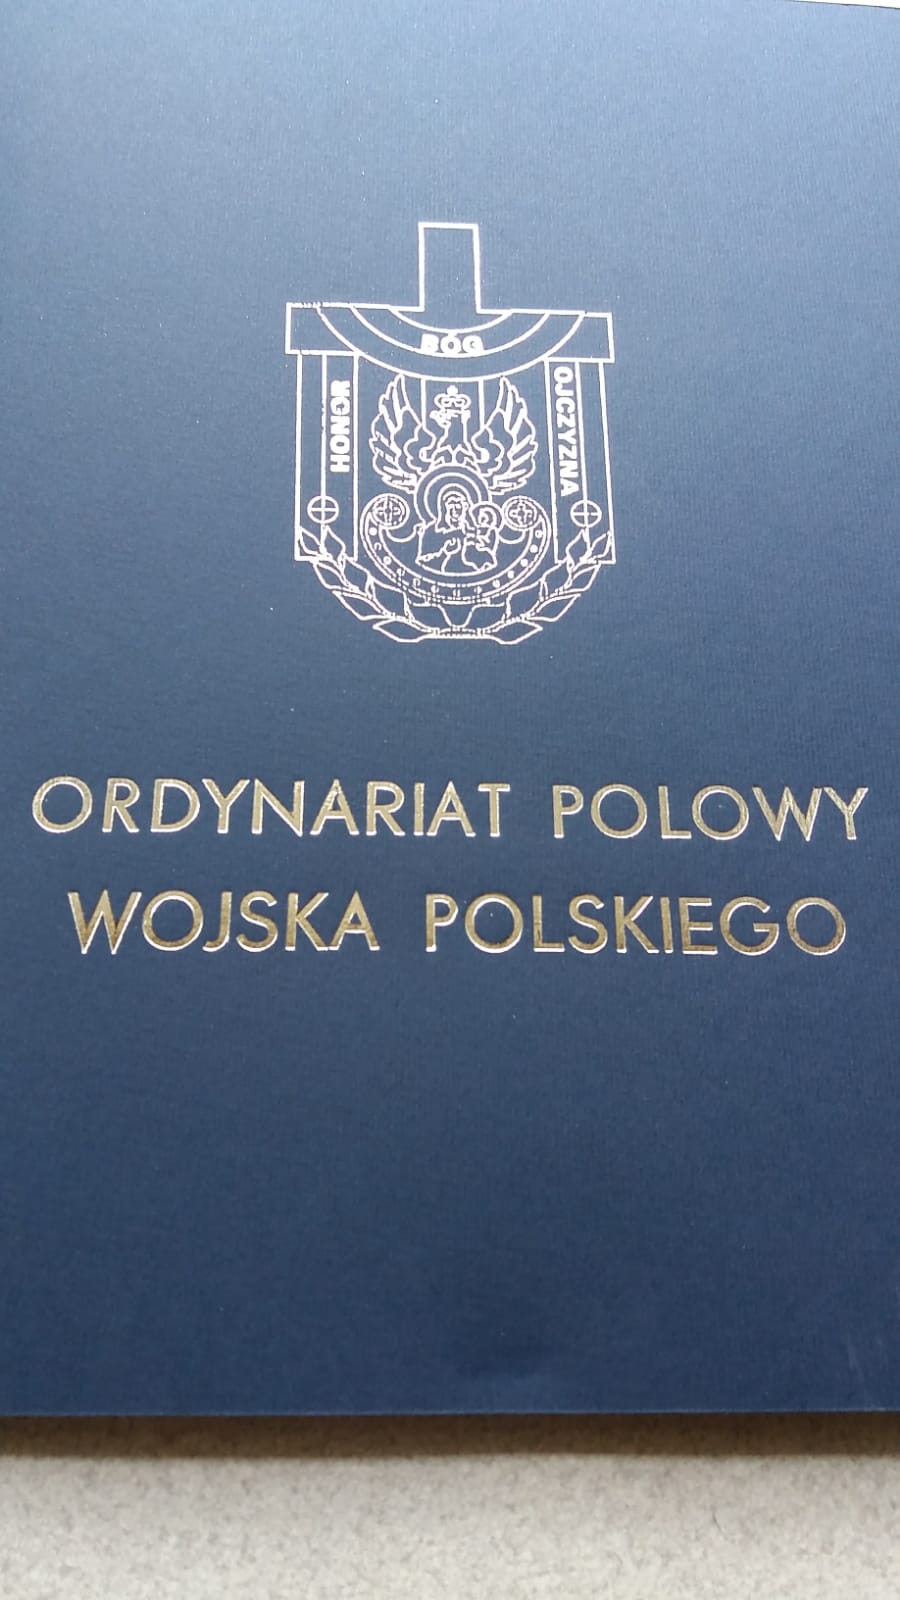 BÓG
HONOR
OJCZYZNA
ORDYNARIAT POLOWY
WOJSKA POLSKIEGO